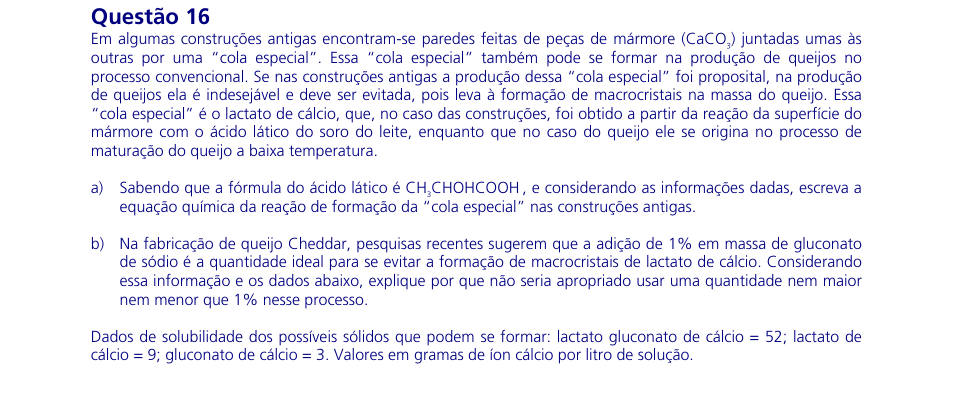 Questão 16
Em algumas construções antigas encontram-se paredes feitas de peças de mármore (CaCO₃) juntadas umas às
outras por uma “cola especial”. Essa “cola especial” também pode se formar na produção de queijos no
processo convencional. Se nas construções antigas a produção dessa “cola especial” foi proposital, na produção
de queijos ela é indesejável e deve ser evitada, pois leva à formação de macrocristais na massa do queijo. Essa
“cola especial” é o lactato de cálcio, que, no caso das construções, foi obtido a partir da reação da superfície do
mármore com o ácido lático do soro do leite, enquanto que no caso do queijo ele se origina no processo de
maturação do queijo a baixa temperatura.
a) Sabendo que a fórmula do ácido lático é CH₃CHOHCOOH , e considerando as informações dadas, escreva a
equação química da reação de formação da “cola especial” nas construções antigas.
b) Na fabricação de queijo Cheddar, pesquisas recentes sugerem que a adição de 1% em massa de gluconato
de sódio é a quantidade ideal para se evitar a formação de macrocristais de lactato de cálcio. Considerando
essa informação e os dados abaixo, explique por que não seria apropriado usar uma quantidade nem maior
nem menor que 1% nesse processo.
Dados de solubilidade dos possíveis sólidos que podem se formar: lactato gluconato de cálcio = 52; lactato de
cálcio = 9; gluconato de cálcio = 3. Valores em gramas de íon cálcio por litro de solução.